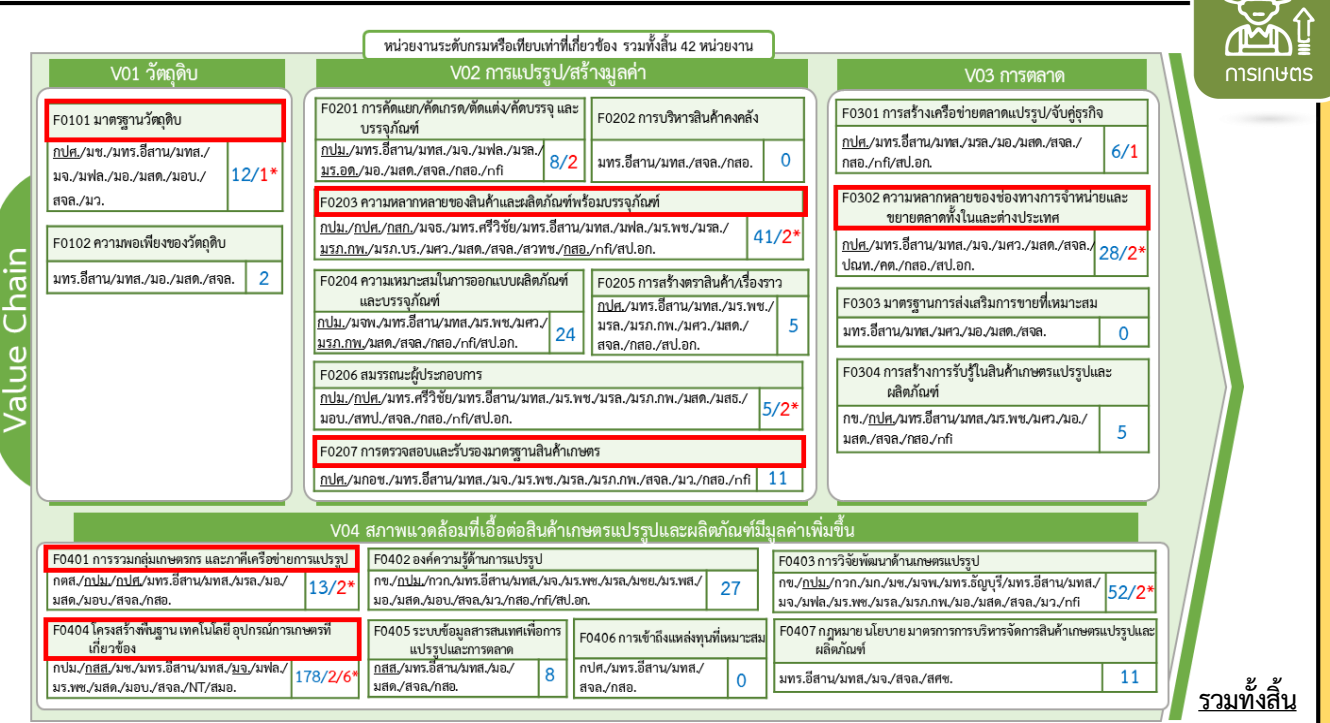 หน่วยงานระดับกรมหรือเทียบเท่าที่เกี่ยวข้อง รวมทั้งสิ้น 42 หน่วยงาน
การเกษตร
Value Chain
V01 วัตถุดิบ
F0101 มาตรฐานวัตถุดิบ
กปศ./มช./มทร.อีสาน/มทส./
มจ./มฟล./มอ./มสด./มอบ./
สจล./มว.
12/1*
F0102 ความพอเพียงของวัตถุดิบ
มทร.อีสาน/มทส./มอ./มสด./สจล.
2
V02 การแปรรูป/สร้างมูลค่า
F0201 การคัดแยก/คัดเกรด/ตัดแต่ง/คัดบรรจุ และ
บรรจุภัณฑ์
กปม./มทร.อีสาน/มทส./มจ./มฟล./มรล./
มร.อด./มอ./มสด./สจล./กสอ./nfi
8/2
F0202 การบริหารสินค้าคงคลัง
มทร.อีสาน/มทส./สจล./กสอ.
0
F0203 ความหลากหลายของสินค้าและผลิตภัณฑ์พร้อมบรรจุภัณฑ์
กปม./กปศ./กสก./มจธ./มทร.ศรีวิชัย/มทร.อีสาน/มทส./มฟล./มร.พช./มรล./
มรภ.กพ./มรภ.บร./มศว./มสด./สจล./สวทช./กสอ./nfi/สป.อก.
41/2*
F0204 ความเหมาะสมในการออกแบบผลิตภัณฑ์
และบรรจุภัณฑ์
กปม./มจพ./มทร.อีสาน/มทส./มร.พช./มศว./
มรภ.กพ./มสด./สจล./กสอ./nfi/สป.อก.
24
F0205 การสร้างตราสินค้า/เรื่องราว
กปศ./มทร.อีสาน/มทส./มร.พช./
มรล./มรภ.กพ./มศว./มสด./
สจล./กสอ./สป.อก.
5
F0206 สมรรถนะผู้ประกอบการ
กปม./กปศ./มทร.ศรีวิชัย/มทร.อีสาน/มทส./มร.พช./มรล./มรภ.กพ./มสด./มสธ./
มอบ./สทป./สจล./กสอ./nfi/สป.อก.
5/2*
F0207 การตรวจสอบและรับรองมาตรฐานสินค้าเกษตร
กปศ./มกอช./มทร.อีสาน/มทส./มจ./มร.พช./มรล./มรภ.กพ./สจล./มว./กสอ./nfi
11
V03 การตลาด
F0301 การสร้างเครือข่ายตลาดแปรรูป/จับคู่ธุรกิจ
กปศ./มทร.อีสาน/มทส./มรล./มอ./มสด./สจล./
กสอ./nfi/สป.อก.
6/1
F0302 ความหลากหลายของช่องทางการจำหน่ายและ
ขยายตลาดทั้งในและต่างประเทศ
กปศ./มทร.อีสาน/มทส./มจ./มศว./มสด./สจล./
ปณท./คต./กสอ./สป.อก.
28/2*
F0303 มาตรฐานการส่งเสริมการขายที่เหมาะสม
มทร.อีสาน/มทส./มศว./มอ./มสด./สจล.
0
F0304 การสร้างการรับรู้ในสินค้าเกษตรแปรรูปและ
ผลิตภัณฑ์
กข./กปศ./มทร.อีสาน/มทส./มร.พช./มศว./มอ./
มสด./สจล./กสอ./nfi
5
V04 สภาพแวดล้อมที่เอื้อต่อสินค้าเกษตรแปรรูปและผลิตภัณฑ์มีมูลค่าเพิ่มขึ้น
F0401 การรวมกลุ่มเกษตรกร และภาคีเครือข่ายการแปรรูป
กตส./กปม./กปศ./มทร.อีสาน/มทส./มรล./มอ./
มสด./มอบ./สจล./กสอ.
13/2*
F0402 องค์ความรู้ด้านการแปรรูป
กข./กปม./กวก./มทร.อีสาน/มทส./มจ./มร.พช./มรล./มชย./มร.พส./
มอ./มสด./มอบ./สจล./มว./กสอ./nfi/สป.อก.
27
F0403 การวิจัยพัฒนาด้านเกษตรแปรรูป
กข./กปม./กวก./มก./มช./มจพ./มทร.ธัญบุรี/มทร.อีสาน/มทส./
มจ./มฟล./มร.พช./มรล./มรภ.กพ./มอ./มสด./สจล./มว./nfi
52/2*
F0404 โครงสร้างพื้นฐาน เทคโนโลยี อุปกรณ์การเกษตรที่
เกี่ยวข้อง
กปม./กสส./มช./มทร.อีสาน/มทส./มจ./มฟล./
มร.พช./มสด./มอบ./สจล./NT/สมอ.
178/2/6*
F0405 ระบบข้อมูลสารสนเทศเพื่อการ
แปรรูปและการตลาด
กสส./มทร.อีสาน/มทส./มอ./
มสด./สจล./กสอ.
8
F0406 การเข้าถึงแหล่งทุนที่เหมาะสม
กปศ./มทร.อีสาน/มทส./
สจล./กสอ.
0
F0407 กฎหมาย นโยบาย มาตรการการบริหารจัดการสินค้าเกษตรแปรรูปและ
ผลิตภัณฑ์
มทร.อีสาน/มทส./มจ./สจล./สศช.
11
รวมทั้งสิ้น